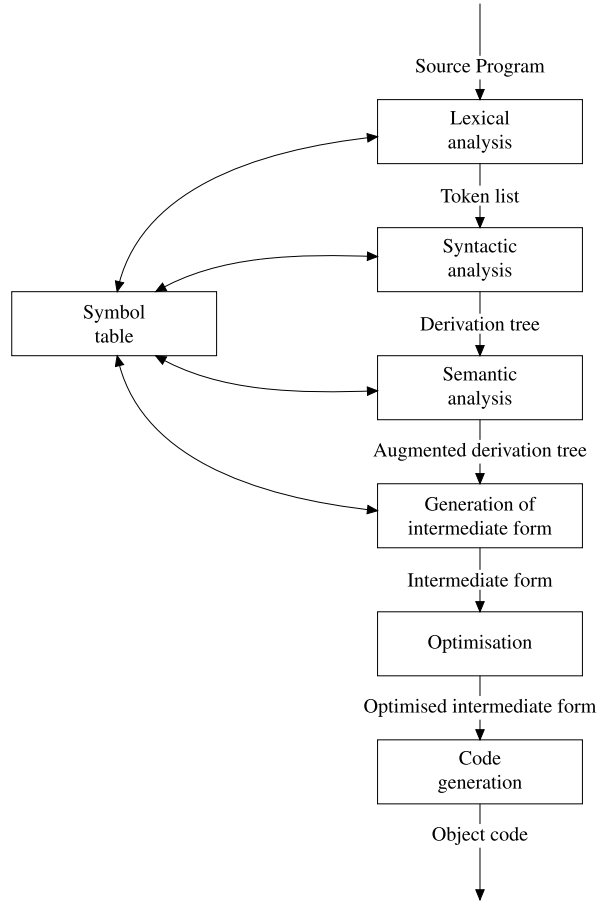 Source Program
Lexical
analysis
Token list
Syntactic
analysis
Symbol
table
Derivation tree
Semantic
analysis
Augmented derivation tree
Generation of
intermediate form
Intermediate form
Optimisation
Optimised intermediate form
Code
generation
Object code